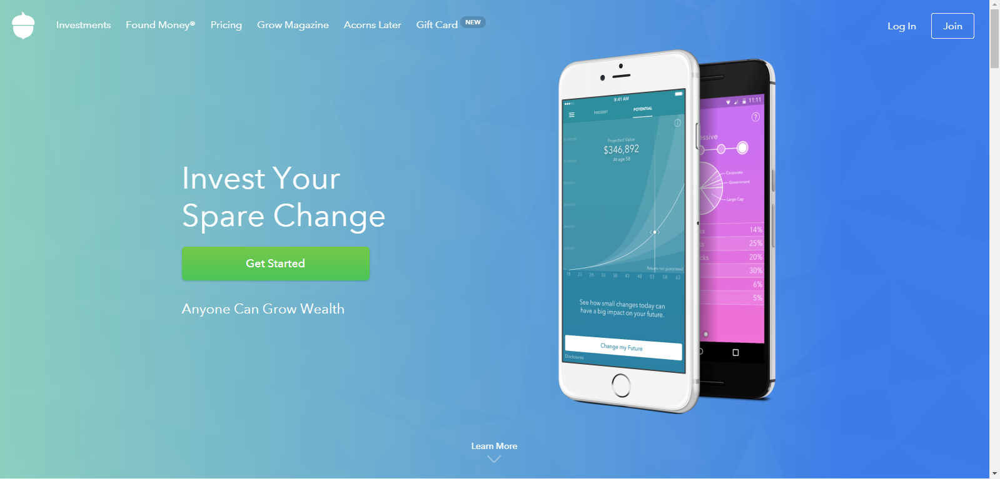 Investments Found Money® Pricing Grow Magazine Acorns Later Gift Card NEW
Log In Join
Invest Your
Spare Change
Get Started
Anyone Can Grow Wealth
9:41 AM
PRESENT POTENTIAL
Projected Value
$346,892
At age 58
Returns not guaranteed
18 23 28 33 38 43 48 53 58 63
See how small changes today can
have a big impact on your future.
Change my Future
Disclosures
11:11
?
essive
Corporate
Government
Large Cap
ks 14%
ks 25%
cks 20%
30%
6%
5%
Learn More